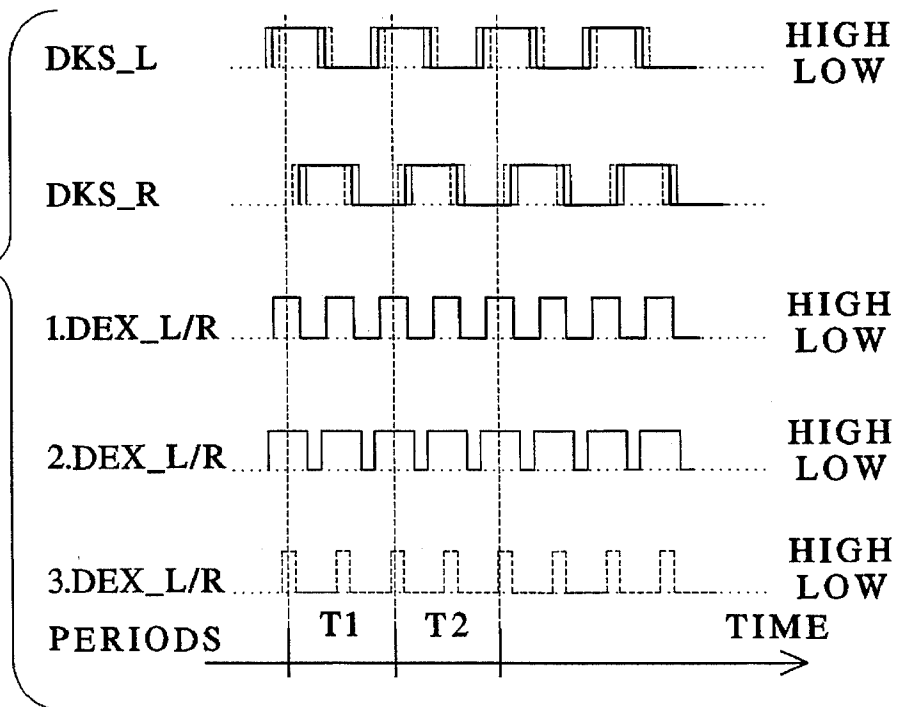 DKS_L HIGH
LOW
DKS_R
1.DEX_L/R HIGH
LOW
2.DEX_L/R HIGH
LOW
3.DEX_L/R HIGH
LOW
T1 T2 TIME
PERIODS